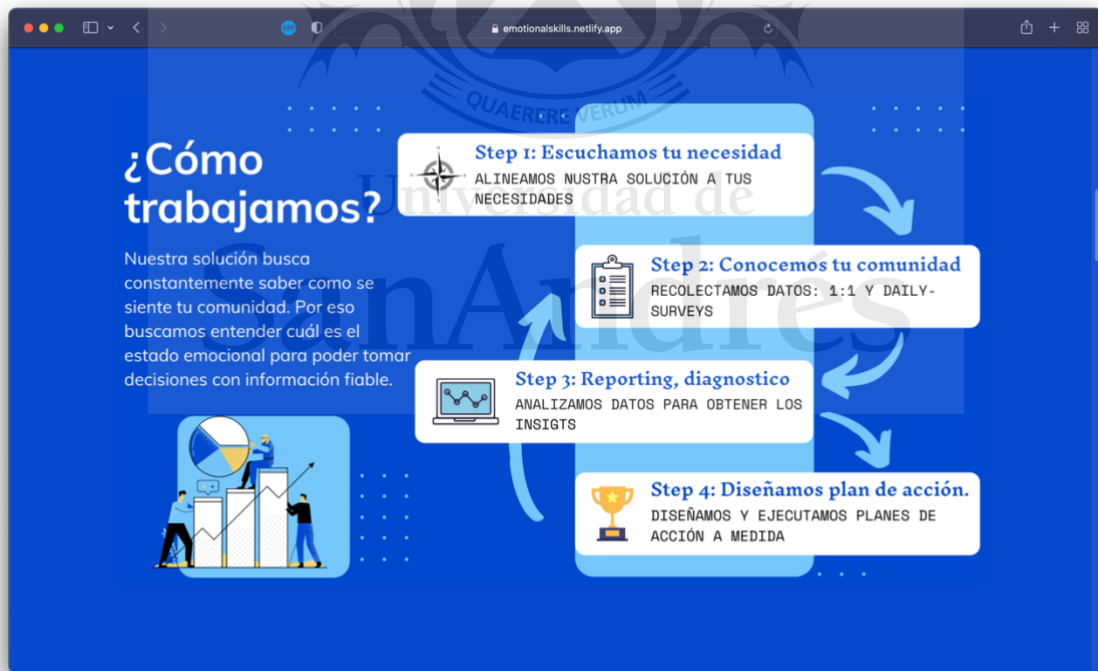 emotionalskills.netlify.app
QUAERERE VERUM
Universidad de
SanAndrés
¿Cómo
trabajamos?
Nuestra solución busca
constantemente saber como se
siente tu comunidad. Por eso
buscamos entender cuál es el
estado emocional para poder tomar
decisiones con información fiable.
Step 1: Escuchamos tu necesidad
ALINEAMOS NUSTRA SOLUCIÓN A TUS
NECESIDADES
Step 2: Conocemos tu comunidad
RECOLECTAMOS DATOS: 1:1 Y DAILY-
SURVEYS
Step 3: Reporting, diagnostico
ANALIZAMOS DATOS PARA OBTENER LOS
INSIGTS
Step 4: Diseñamos plan de acción.
DISEÑAMOS Y EJECUTAMOS PLANES DE
ACCIÓN A MEDIDA